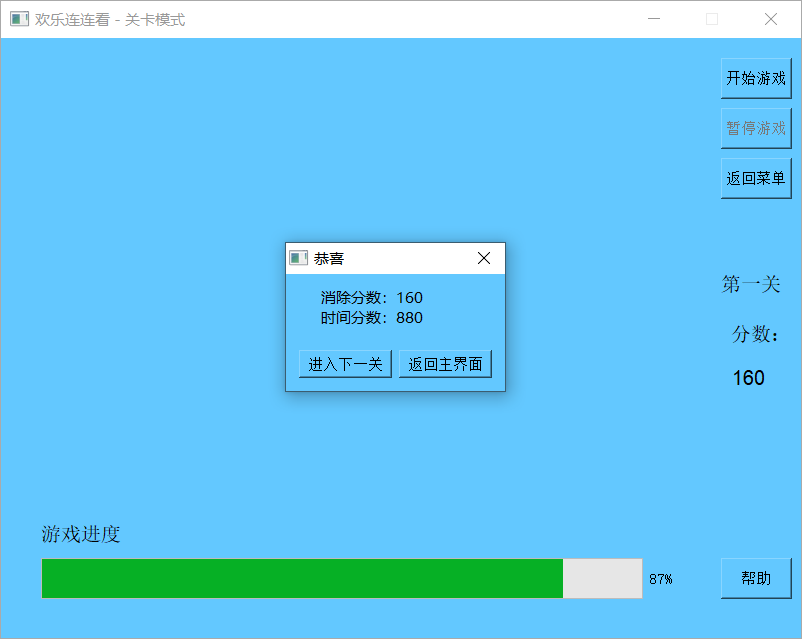 欢乐连连看 - 关卡模式
开始游戏
暂停游戏
返回菜单
恭喜
消除分数：160
时间分数：880
进入下一关
返回主界面
第一关
分数：
160
游戏进度
87%
帮助